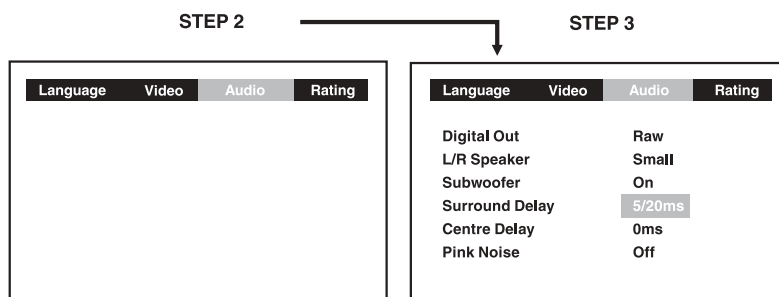 STEP 2 STEP 3
Language Video Audio Rating
Language Video Audio Rating
Digital Out Raw
L/R Speaker Small
Subwoofer On
Surround Delay 5/20ms
Centre Delay 0ms
Pink Noise Off